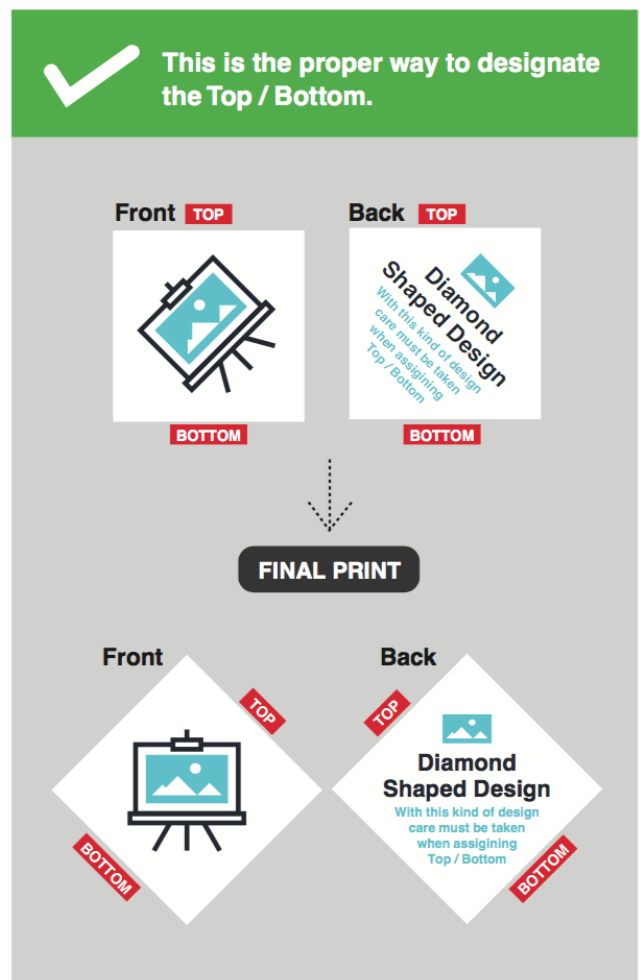 This is the proper way to designate
the Top / Bottom.
Front TOP
Back TOP
Diamond
Shaped Design
With this kind of design
care must be taken
when assigining
Top / Bottom
BOTTOM
BOTTOM
FINAL PRINT
Front
Back
TOP
BOTTOM
TOP
Diamond
Shaped Design
With this kind of design
care must be taken
when assigining
Top / Bottom
BOTTOM